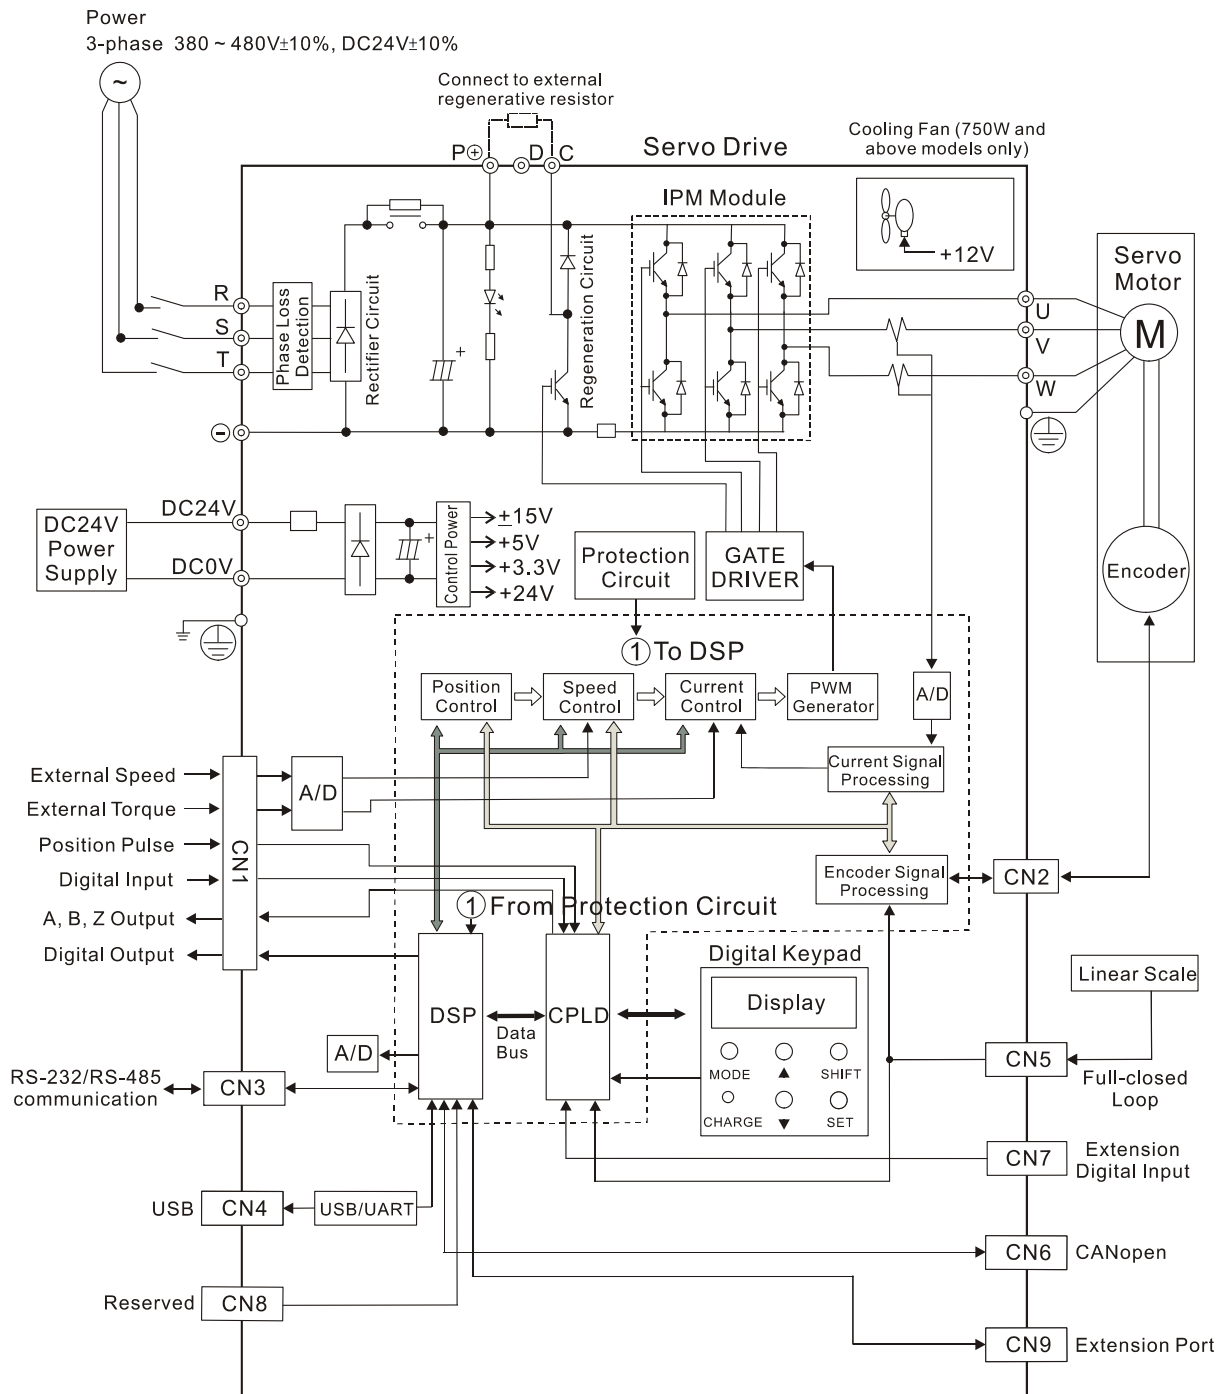 Power
3-phase 380 ~ 480V±10%, DC24V±10%
~
Connect to external
regenerative resistor
P⊕
D
C
Servo Drive
Cooling Fan (750W and
above models only)
IPM Module
+12V
Servo
Motor
M
Encoder
R
S
T
Phase Loss
Detection
Rectifier Circuit
+
Regeneration Circuit
U
V
W
⊖
DC24V
Power
Supply
DC24V
DC0V
+
Control Power
±15V
+5V
+3.3V
+24V
Protection
Circuit
GATE
DRIVER
① To DSP
Position
Control
Speed
Control
Current
Control
PWM
Generator
A/D
Current Signal
Processing
Encoder Signal
Processing
External Speed
External Torque
Position Pulse
Digital Input
A, B, Z Output
Digital Output
CN1
A/D
CN2
① From Protection Circuit
DSP
Data
Bus
CPLD
A/D
Digital Keypad
Display
MODE
▲
SHIFT
CHARGE
▼
SET
Linear Scale
CN5
Full-closed
Loop
RS-232/RS-485
communication
CN3
CN7
Extension
Digital Input
USB
CN4
USB/UART
CN6
CANopen
Reserved
CN8
CN9
Extension Port